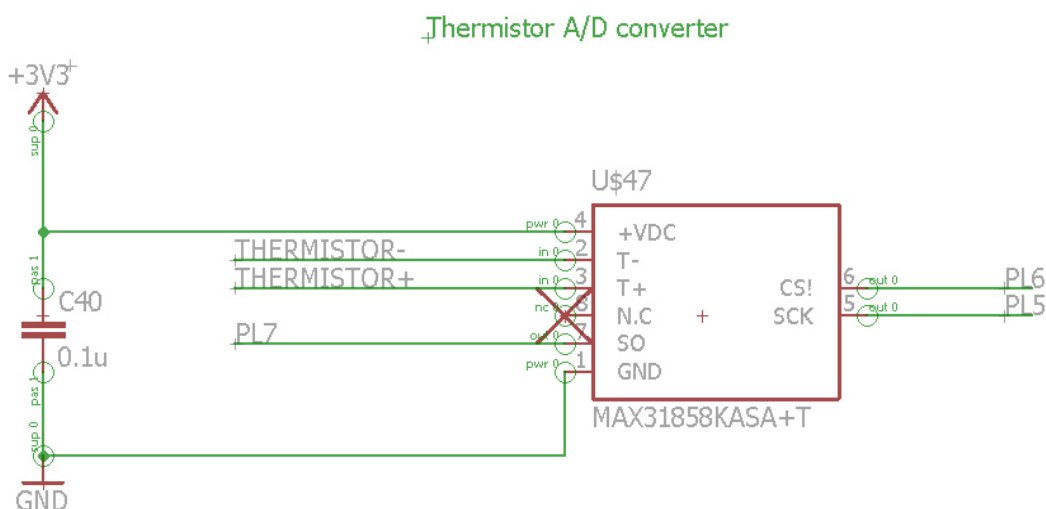 Thermistor A/D converter
+3V3
sup 0
U$47
pwr 0 4 +VDC
THERMISTOR- in 0 2 T-
THERMISTOR+ in 0 3 T+ CS! 6 out 0 PL6
pas 1
C40
nc 0 8 N.C SCK 5 out 0 PL5
PL7 out 0 7 SO
0.1u
pwr 0 1 GND
pas 1
MAX31858KASA+T
sup 0
GND